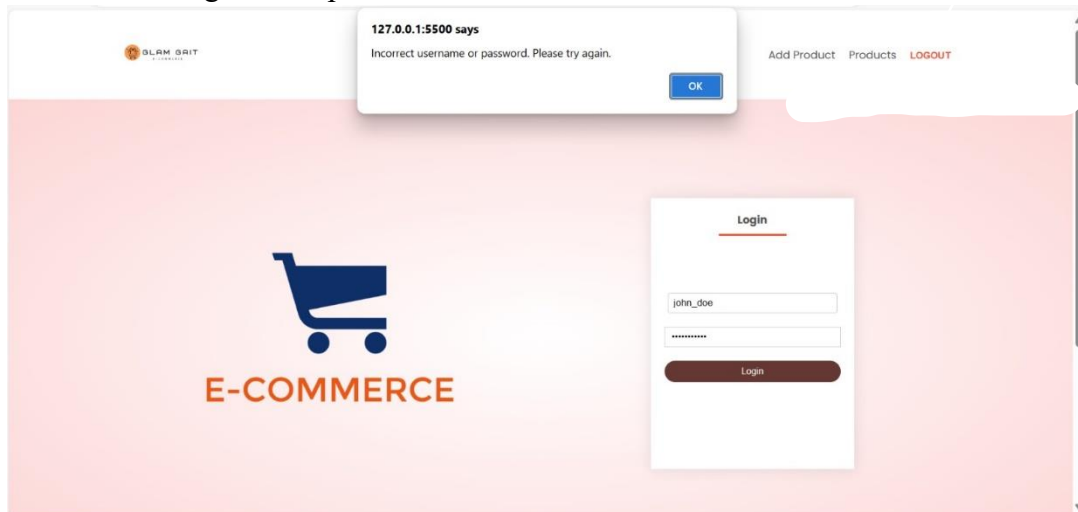 127.0.0.1:5500 says
Incorrect username or password. Please try again.
OK
GLAM GAIT
E-COMMERCE
Add Product Products LOGOUT
Login
john_doe
•••••••••••
Login
E-COMMERCE